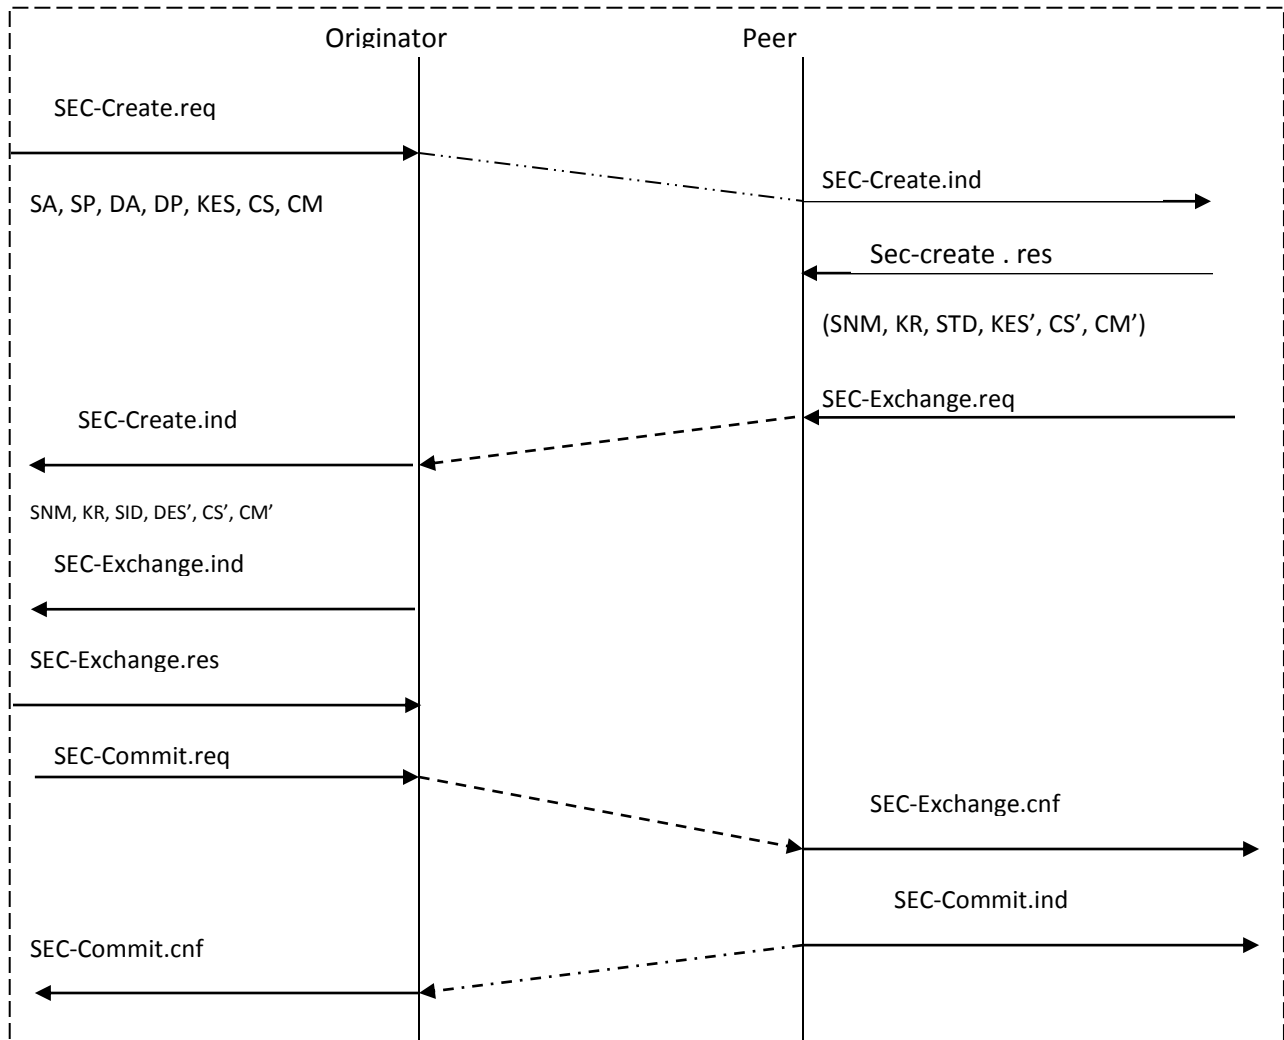 Originator Peer
SEC-Create.req
SEC-Create.ind
SA, SP, DA, DP, KES, CS, CM
Sec-create . res
(SNM, KR, STD, KES’, CS’, CM’)
SEC-Exchange.req
SEC-Create.ind
SNM, KR, SID, DES’, CS’, CM’
SEC-Exchange.ind
SEC-Exchange.res
SEC-Commit.req
SEC-Exchange.cnf
SEC-Commit.ind
SEC-Commit.cnf